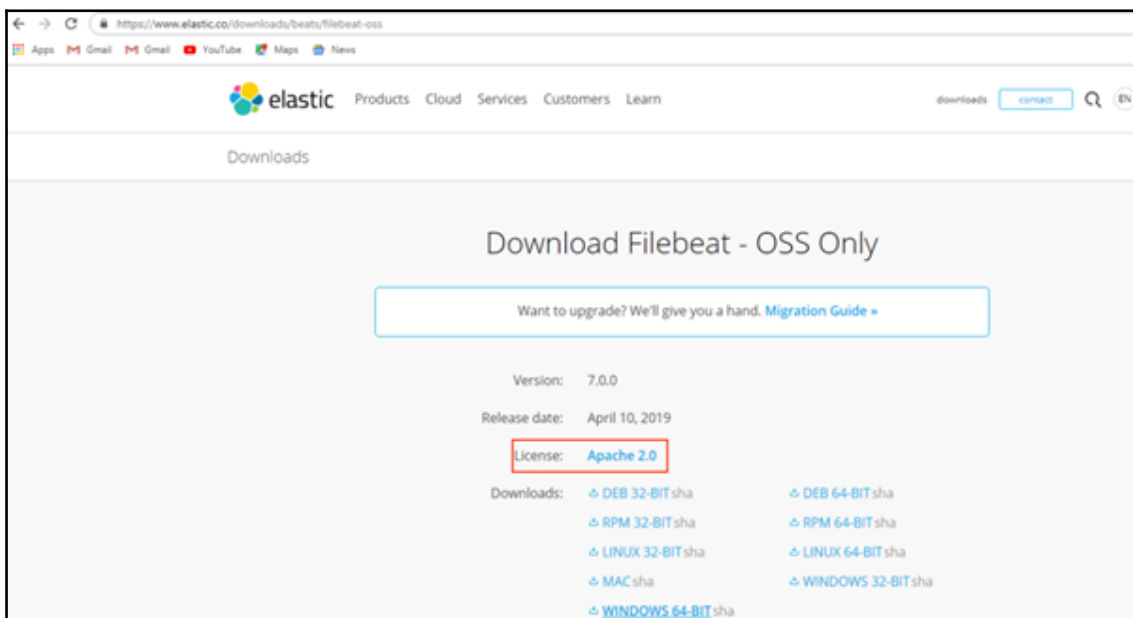 https://www.elastic.co/downloads/beats/filebeat-oss
Apps Gmail Gmail YouTube Maps News
elastic Products Cloud Services Customers Learn downloads contact EN
Downloads
Download Filebeat - OSS Only
Want to upgrade? We'll give you a hand. Migration Guide »
Version: 7.0.0
Release date: April 10, 2019
License: Apache 2.0
Downloads: DEB 32-BIT sha DEB 64-BIT sha
RPM 32-BIT sha RPM 64-BIT sha
LINUX 32-BIT sha LINUX 64-BIT sha
MAC sha WINDOWS 32-BIT sha
WINDOWS 64-BIT sha